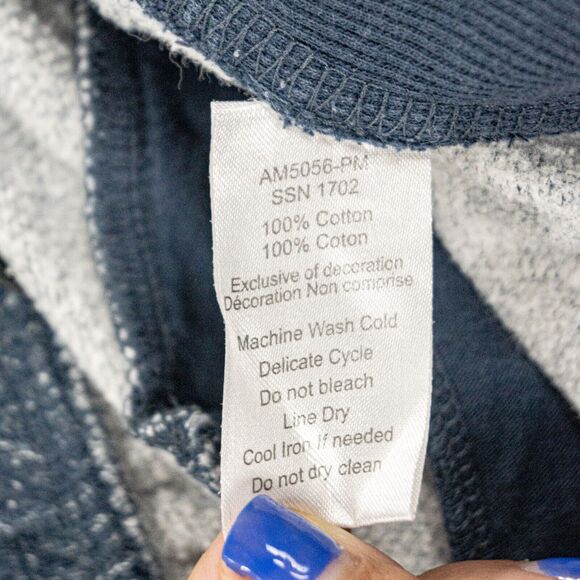 AM5056-PM
SSN 1702
100% Cotton
100% Coton
Exclusive of decoration
Décoration Non comprise
Machine Wash Cold
Delicate Cycle
Do not bleach
Line Dry
Cool Iron If needed
Do not dry clean